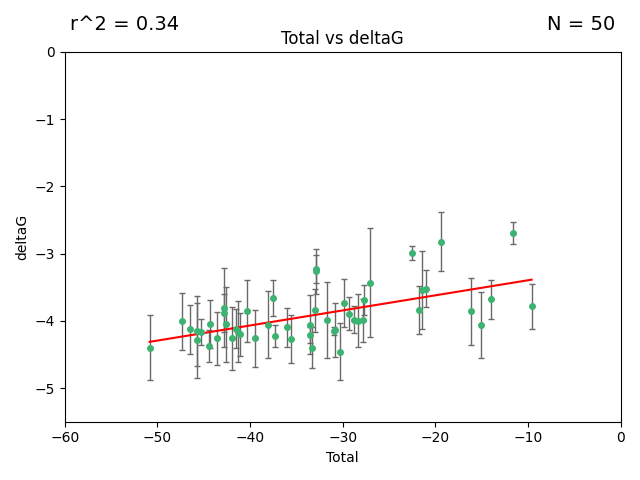 r^2 = 0.34
N = 50
Total vs deltaG
0
−1
−2
−3
−4
−5
deltaG
−60
−50
−40
−30
−20
−10
0
Total